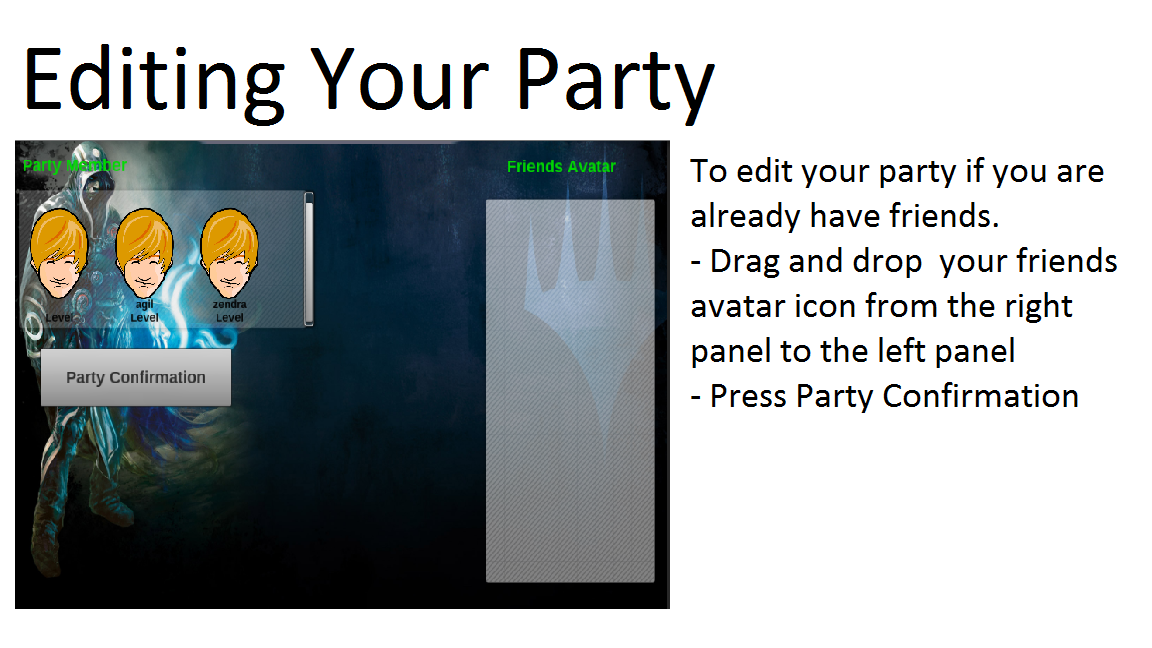 Editing Your Party
Party Member
Friends Avatar
agil
zendra
Level
Level
Level
Party Confirmation
To edit your party if you are
already have friends.
- Drag and drop  your friends
avatar icon from the right
panel to the left panel
- Press Party Confirmation